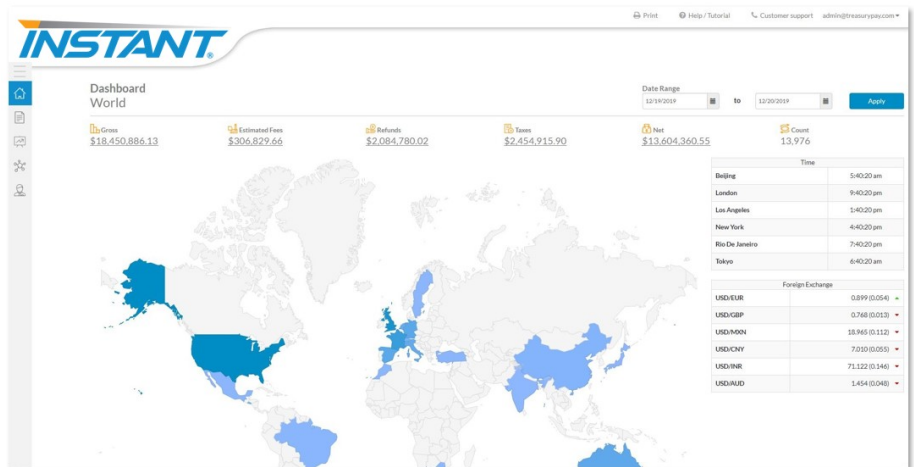 Print Help / Tutorial Customer support admin@treasurypay.com
INSTANT®
Dashboard
World
Date Range
12/19/2019 to 12/20/2019 Apply
Gross Estimated Fees Refunds Taxes Net Count
$18,450,886.13 $306,829.66 $2,084,780.02 $2,454,915.90 $13,604,360.55 13,976
Time
Beijing 5:40:20 am
London 9:40:20 pm
Los Angeles 1:40:20 pm
New York 4:40:20 pm
Rio De Janeiro 7:40:20 pm
Tokyo 6:40:20 am
Foreign Exchange
USD/EUR 0.899 (0.054)
USD/GBP 0.768 (0.013)
USD/MXN 18.965 (0.112)
USD/CNY 7.010 (0.055)
USD/INR 71.122 (0.146)
USD/AUD 1.454 (0.048)